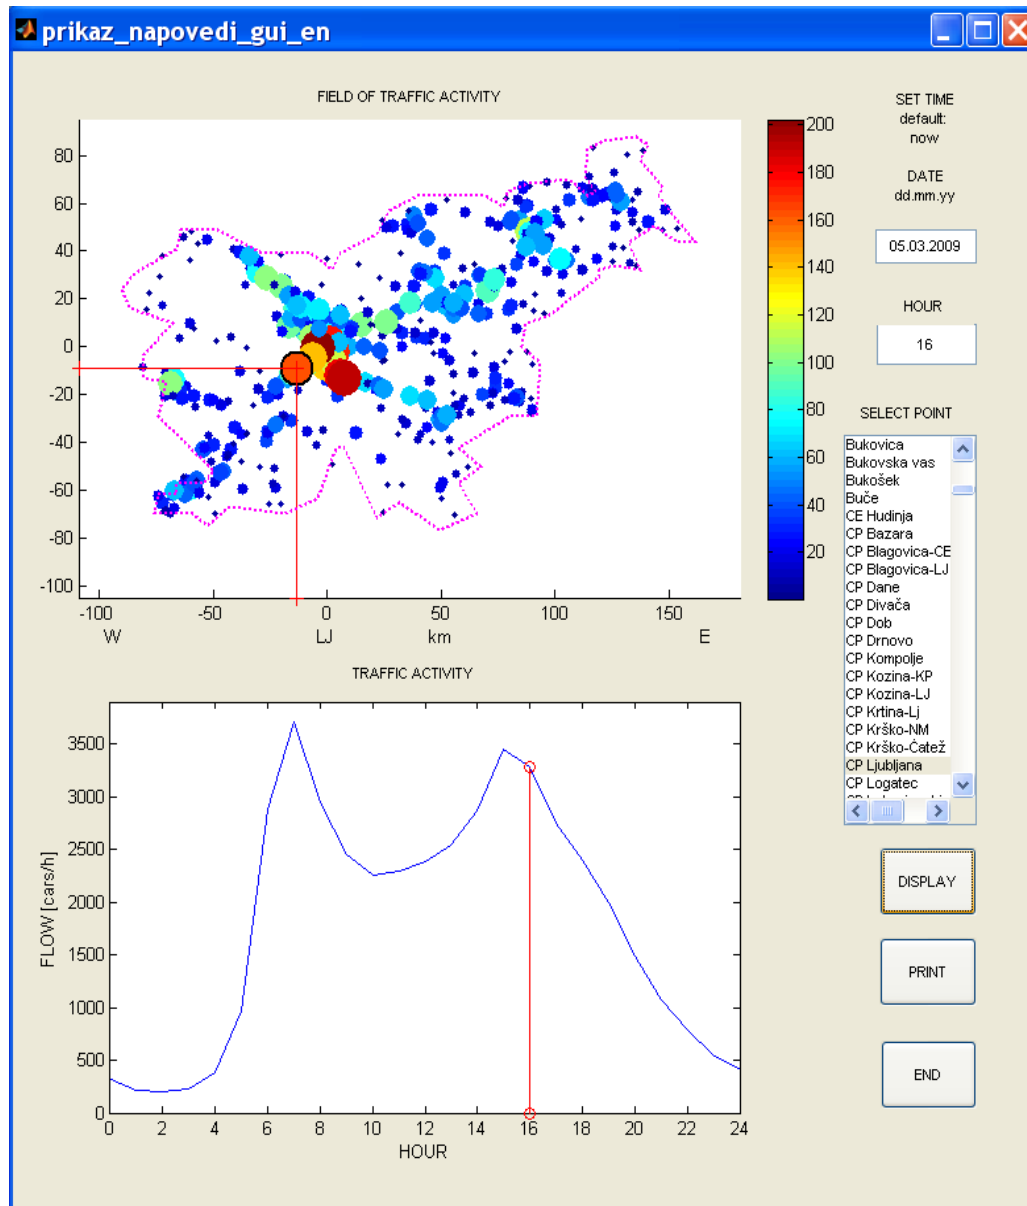 prikaz_napovedi_gui_en
FIELD OF TRAFFIC ACTIVITY
80
60
40
20
0
-20
-40
-60
-80
-100
-100 -50 0 50 100 150
W LJ km E
200
180
160
140
120
100
80
60
40
20
SET TIME
default:
now
DATE
dd.mm.yy
05.03.2009
HOUR
16
SELECT POINT
Bukovica
Bukovska vas
Bukošek
Buče
CE Hudinja
CP Bazara
CP Blagovica-CE
CP Blagovica-LJ
CP Dane
CP Divača
CP Dob
CP Drnovo
CP Kompolje
CP Kozina-KP
CP Kozina-LJ
CP Krtina-Lj
CP Krško-NM
CP Krško-Čatež
CP Ljubljana
CP Logatec
DISPLAY
PRINT
END
TRAFFIC ACTIVITY
FLOW [cars/h]
3500
3000
2500
2000
1500
1000
500
0
0 2 4 6 8 10 12 14 16 18 20 22 24
HOUR